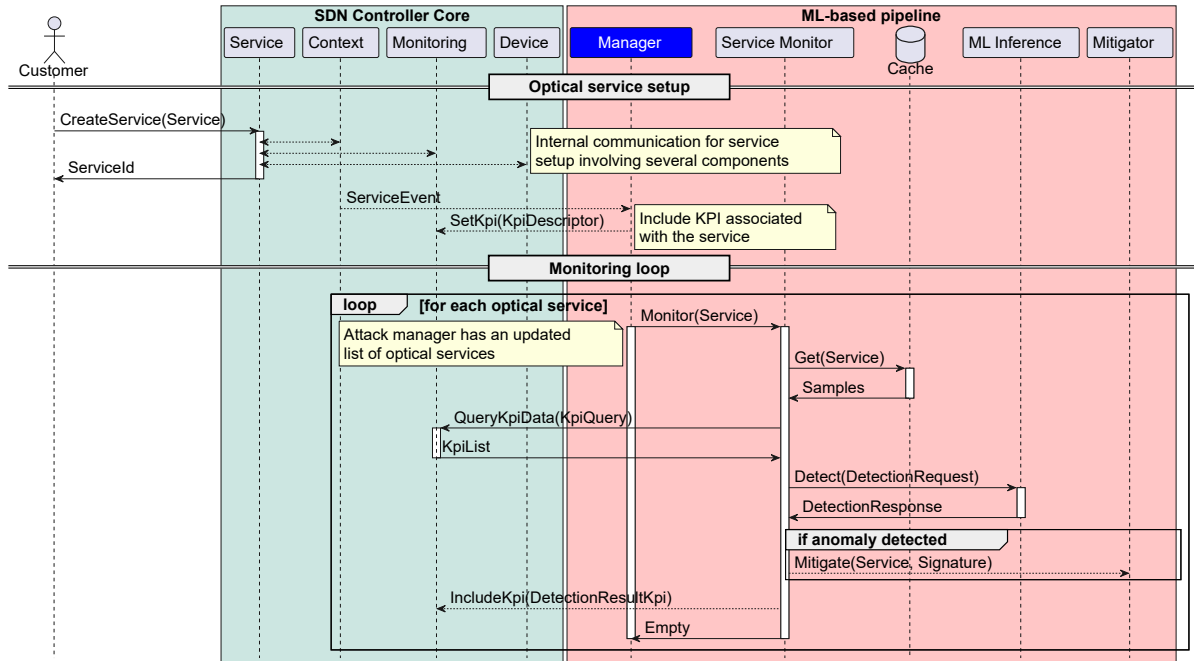 SDN Controller Core
ML-based pipeline
Customer
Service
Context
Monitoring
Device
Manager
Service Monitor
Cache
ML Inference
Mitigator
Optical service setup
CreateService(Service)
Internal communication for service
setup involving several components
ServiceId
ServiceEvent
SetKpi(KpiDescriptor)
Include KPI associated
with the service
Monitoring loop
loop
[for each optical service]
Monitor(Service)
Attack manager has an updated
list of optical services
Get(Service)
Samples
QueryKpiData(KpiQuery)
KpiList
Detect(DetectionRequest)
DetectionResponse
if anomaly detected
Mitigate(Service, Signature)
IncludeKpi(DetectionResultKpi)
Empty